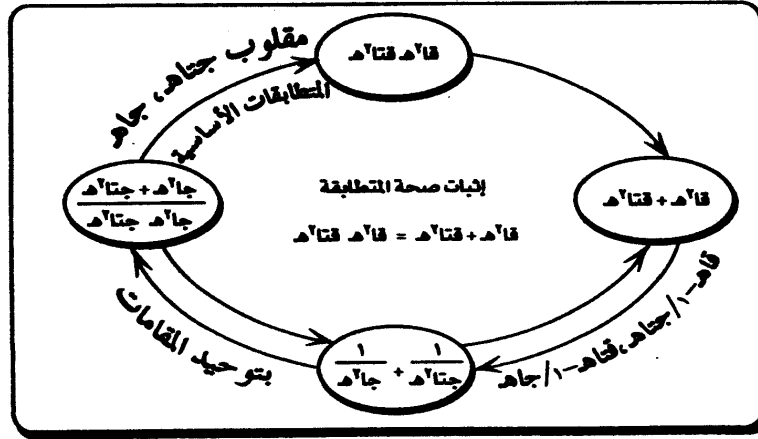 مقلوب جتاهـ، جاهـ
المتطابقات الأساسية
قا٢هـ قتا٢هـ
قا٢هـ + قتا٢هـ
إثبات صحة المتطابقة
قا٢هـ + قتا٢هـ = قا٢هـ قتا٢هـ
جا٢هـ + جتا٢هـ
جا٢هـ جتا٢هـ
قاهـ-١/جتاهـ، قتاهـ-١/جاهـ
بتوحيد المقامات
١ + ١
جتا٢هـ جا٢هـ